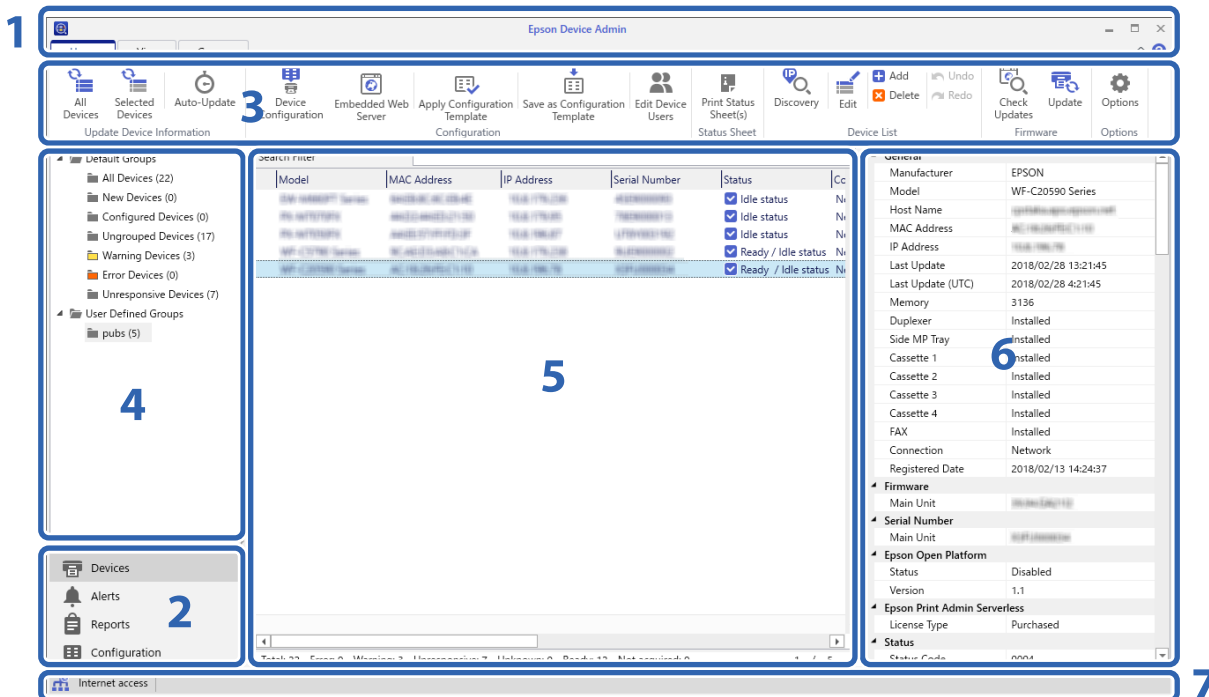 1
Epson Device Admin
3
All Devices
Selected Devices
Auto-Update
Update Device Information
Device Configuration
Embedded Web Server
Apply Configuration Template
Save as Configuration Template
Edit Device Users
Configuration
Print Status Sheet(s)
Status Sheet
IP
Discovery
Edit
Add
Delete
Undo
Redo
Device List
Check Updates
Update
Firmware
Options
Options
4
Default Groups
All Devices (22)
New Devices (0)
Configured Devices (0)
Ungrouped Devices (17)
Warning Devices (3)
Error Devices (0)
Unresponsive Devices (7)
User Defined Groups
pubs (5)
2
Devices
Alerts
Reports
Configuration
5
Search Filter
Model MAC Address IP Address Serial Number Status
Idle status
Idle status
Idle status
Ready / Idle status
Ready / Idle status
6
General
Manufacturer EPSON
Model WF-C20590 Series
Host Name
MAC Address
IP Address
Last Update 2018/02/28 13:21:45
Last Update (UTC) 2018/02/28 4:21:45
Memory 3136
Duplexer Installed
Side MP Tray Installed
Cassette 1 Installed
Cassette 2 Installed
Cassette 3 Installed
Cassette 4 Installed
FAX Installed
Connection Network
Registered Date 2018/02/13 14:24:37
Firmware
Main Unit
Serial Number
Main Unit
Epson Open Platform
Status Disabled
Version 1.1
Epson Print Admin Serverless
License Type Purchased
Status
Status Code 0004
7
Internet access